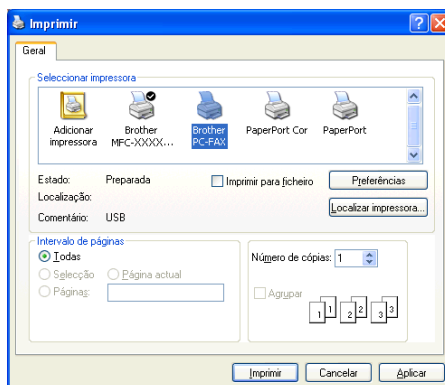 Imprimir
Geral
Seleccionar impressora
Adicionar impressora
Brother MFC-XXXX...
Brother PC-FAX
PaperPort Cor
PaperPort
Estado: Preparada
Imprimir para ficheiro
Preferências
Localização:
Localizar impressora...
Comentário: USB
Intervalo de páginas
Todas
Selecção Página actual
Páginas:
Número de cópias: 1
Agrupar
1 1 2 2 3 3
Imprimir Cancelar Aplicar